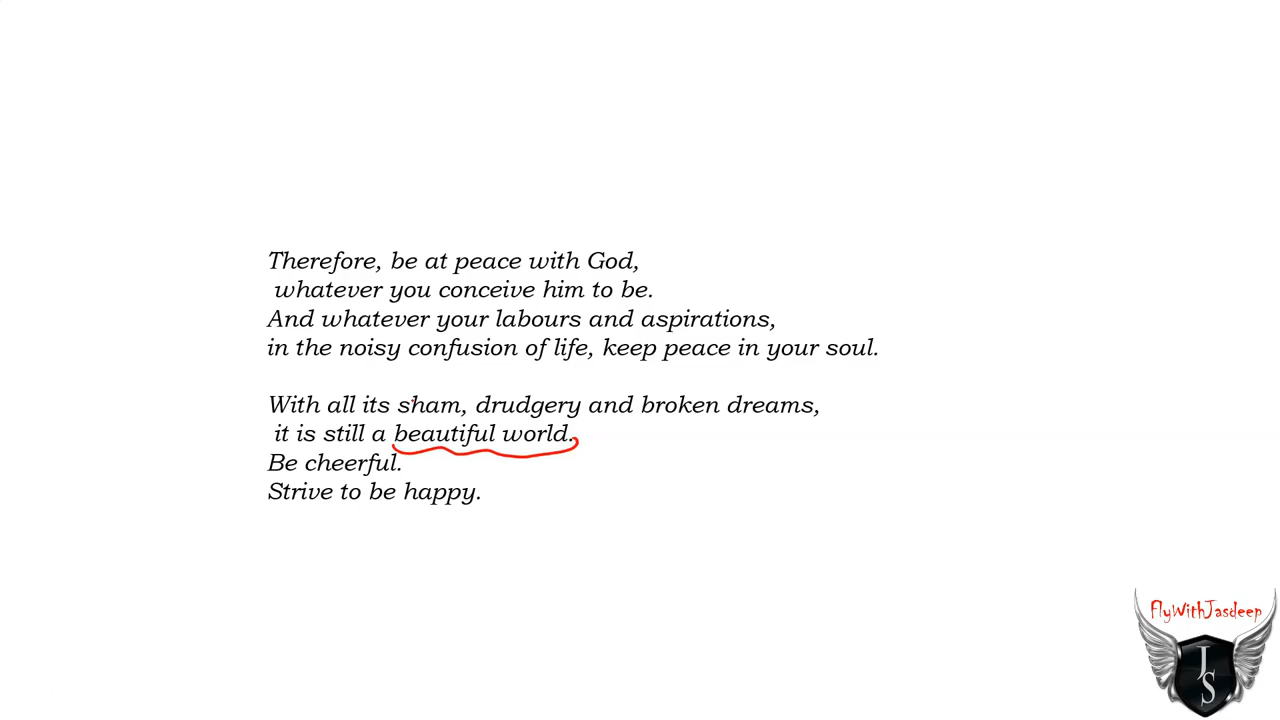 Therefore, be at peace with God,
whatever you conceive him to be.
And whatever your labours and aspirations,
in the noisy confusion of life, keep peace in your soul.
With all its sham, drudgery and broken dreams,
it is still a beautiful world.
Be cheerful.
Strive to be happy.
FlyWithJasdeep
JS